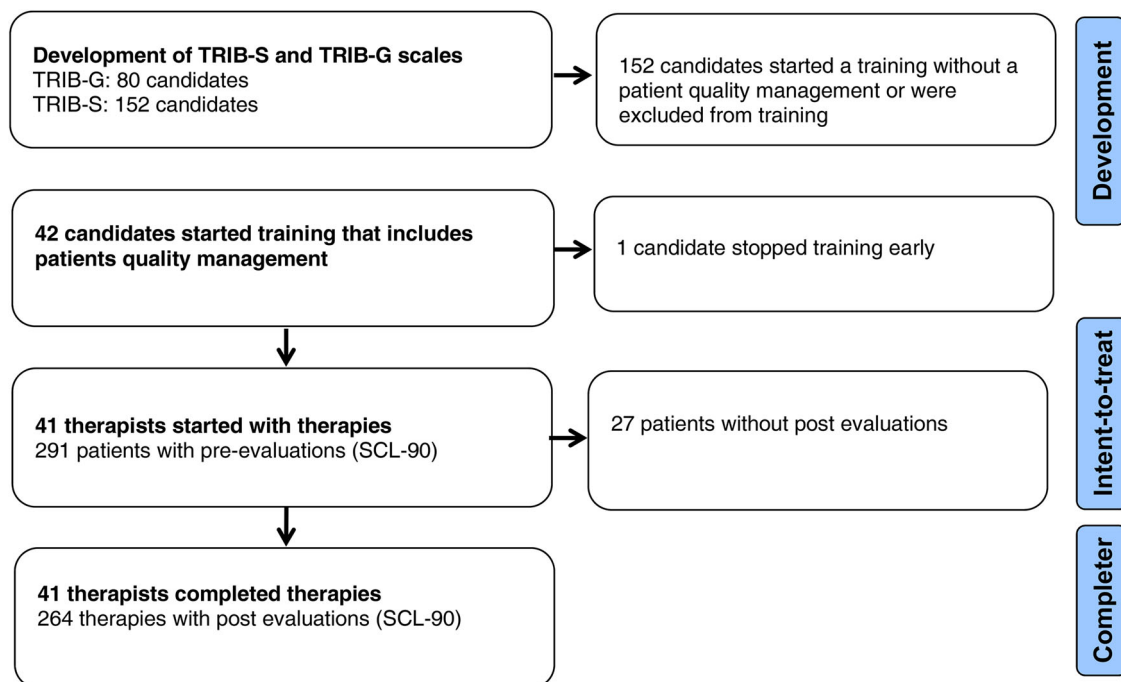 Development of TRIB-S and TRIB-G scales
TRIB-G: 80 candidates
TRIB-S: 152 candidates
152 candidates started a training without a
patient quality management or were
excluded from training
Development
42 candidates started training that includes
patients quality management
1 candidate stopped training early
41 therapists started with therapies
291 patients with pre-evaluations (SCL-90)
27 patients without post evaluations
Intent-to-treat
41 therapists completed therapies
264 therapies with post evaluations (SCL-90)
Completer